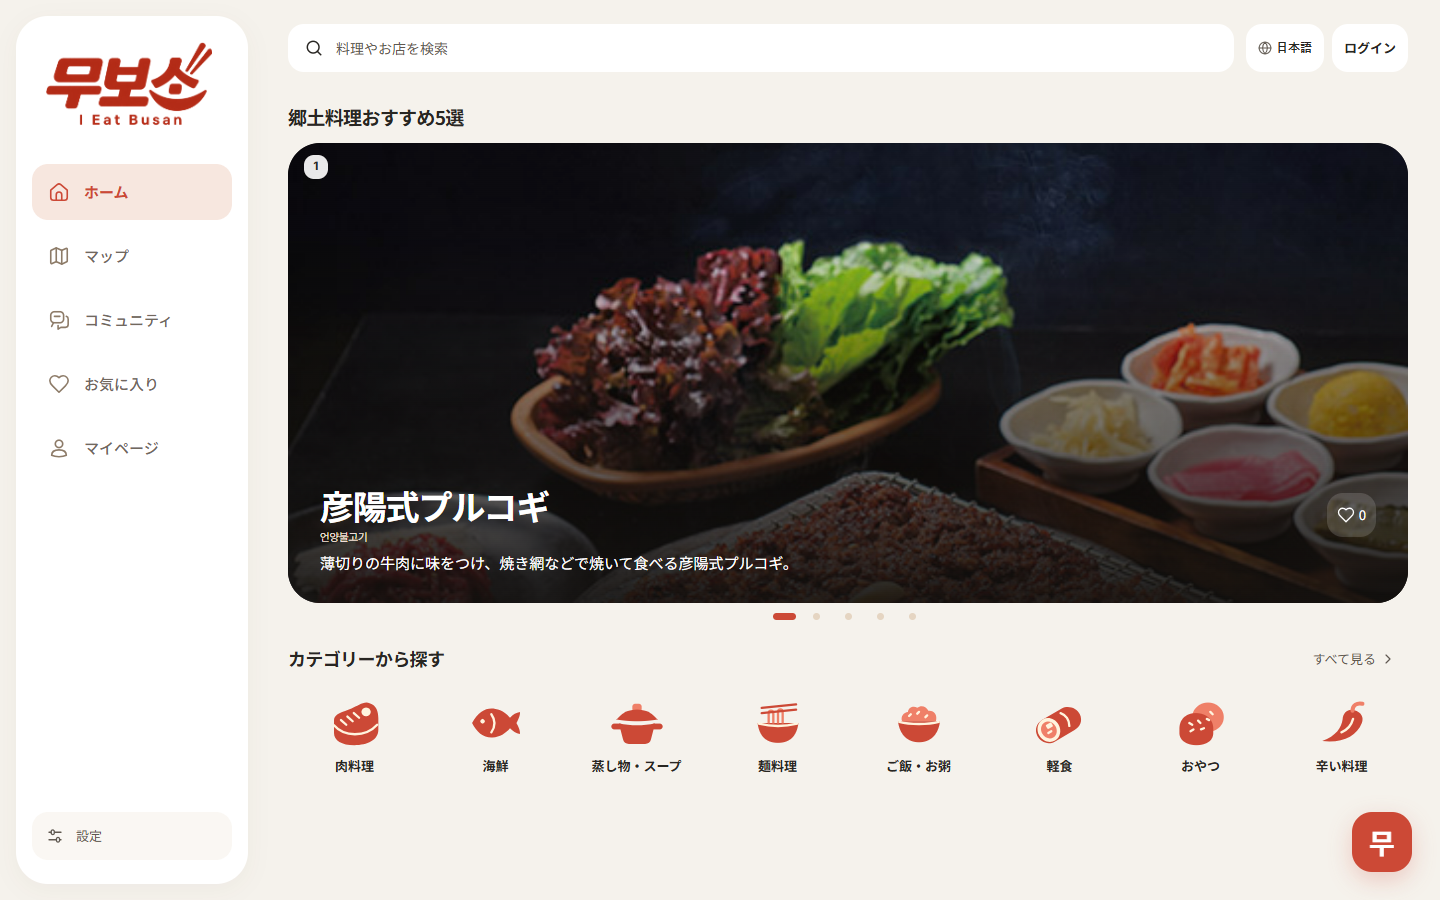 무보소
I Eat Busan
ホーム
マップ
コミュニティ
お気に入り
マイページ
設定
料理やお店を検索
日本語
ログイン
郷土料理おすすめ5選
1
彦陽式プルコギ
언양불고기
薄切りの牛肉に味をつけ、焼き網などで焼いて食べる彦陽式プルコギ。
0
カテゴリーから探す
すべて見る
肉料理
海鮮
蒸し物・スープ
麺料理
ご飯・お粥
軽食
おやつ
辛い料理
무